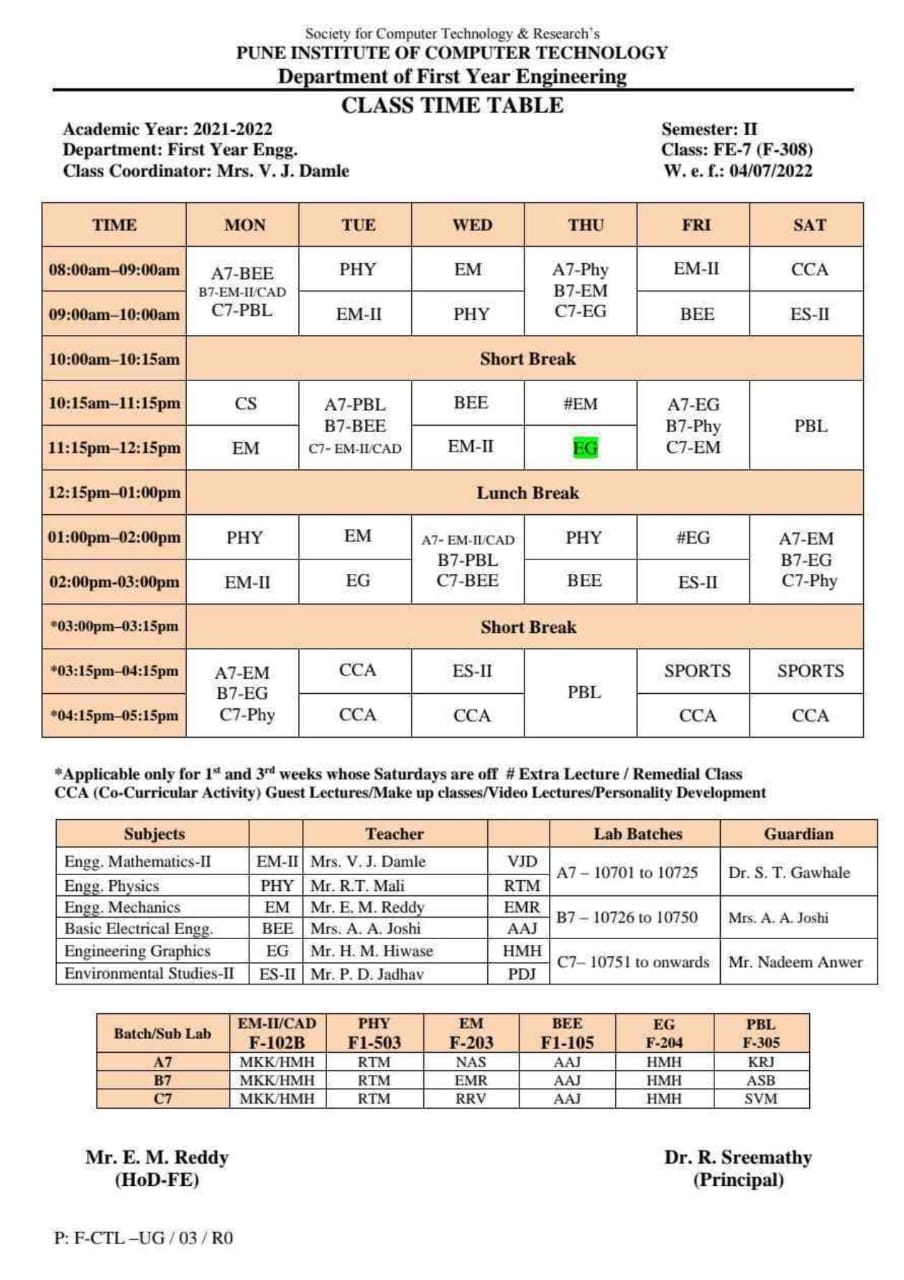 Society for Computer Technology & Research's
PUNE INSTITUTE OF COMPUTER TECHNOLOGY
Department of First Year Engineering
CLASS TIME TABLE
Academic Year: 2021-2022 Semester: II
Department: First Year Engg. Class: FE-7 (F-308)
Class Coordinator: Mrs. V. J. Damle W. e. f.: 04/07/2022
TIME MON TUE WED THU FRI SAT
08:00am–09:00am A7-BEE PHY EM A7-Phy EM-II CCA
B7-EM-II/CAD B7-EM
09:00am–10:00am C7-PBL EM-II PHY C7-EG BEE ES-II
10:00am–10:15am Short Break
10:15am–11:15pm CS A7-PBL BEE #EM A7-EG PBL
B7-BEE B7-Phy
11:15pm–12:15pm EM C7- EM-II/CAD EM-II EG C7-EM
12:15pm–01:00pm Lunch Break
01:00pm–02:00pm PHY EM A7- EM-II/CAD PHY #EG A7-EM
B7-PBL B7-EG
02:00pm-03:00pm EM-II EG C7-BEE BEE ES-II C7-Phy
*03:00pm–03:15pm Short Break
*03:15pm–04:15pm A7-EM CCA ES-II PBL SPORTS SPORTS
B7-EG
*04:15pm–05:15pm C7-Phy CCA CCA CCA CCA
*Applicable only for 1st and 3rd weeks whose Saturdays are off # Extra Lecture / Remedial Class
CCA (Co-Curricular Activity) Guest Lectures/Make up classes/Video Lectures/Personality Development
Subjects Teacher Lab Batches Guardian
Engg. Mathematics-II EM-II Mrs. V. J. Damle VJD A7 – 10701 to 10725 Dr. S. T. Gawhale
Engg. Physics PHY Mr. R.T. Mali RTM
Engg. Mechanics EM Mr. E. M. Reddy EMR B7 – 10726 to 10750 Mrs. A. A. Joshi
Basic Electrical Engg. BEE Mrs. A. A. Joshi AAJ
Engineering Graphics EG Mr. H. M. Hiwase HMH C7– 10751 to onwards Mr. Nadeem Anwer
Environmental Studies-II ES-II Mr. P. D. Jadhav PDJ
Batch/Sub Lab EM-II/CAD PHY EM BEE EG PBL
F-102B F1-503 F-203 F1-105 F-204 F-305
A7 MKK/HMH RTM NAS AAJ HMH KRJ
B7 MKK/HMH RTM EMR AAJ HMH ASB
C7 MKK/HMH RTM RRV AAJ HMH SVM
Mr. E. M. Reddy Dr. R. Sreemathy
(HoD-FE) (Principal)
P: F-CTL –UG / 03 / R0